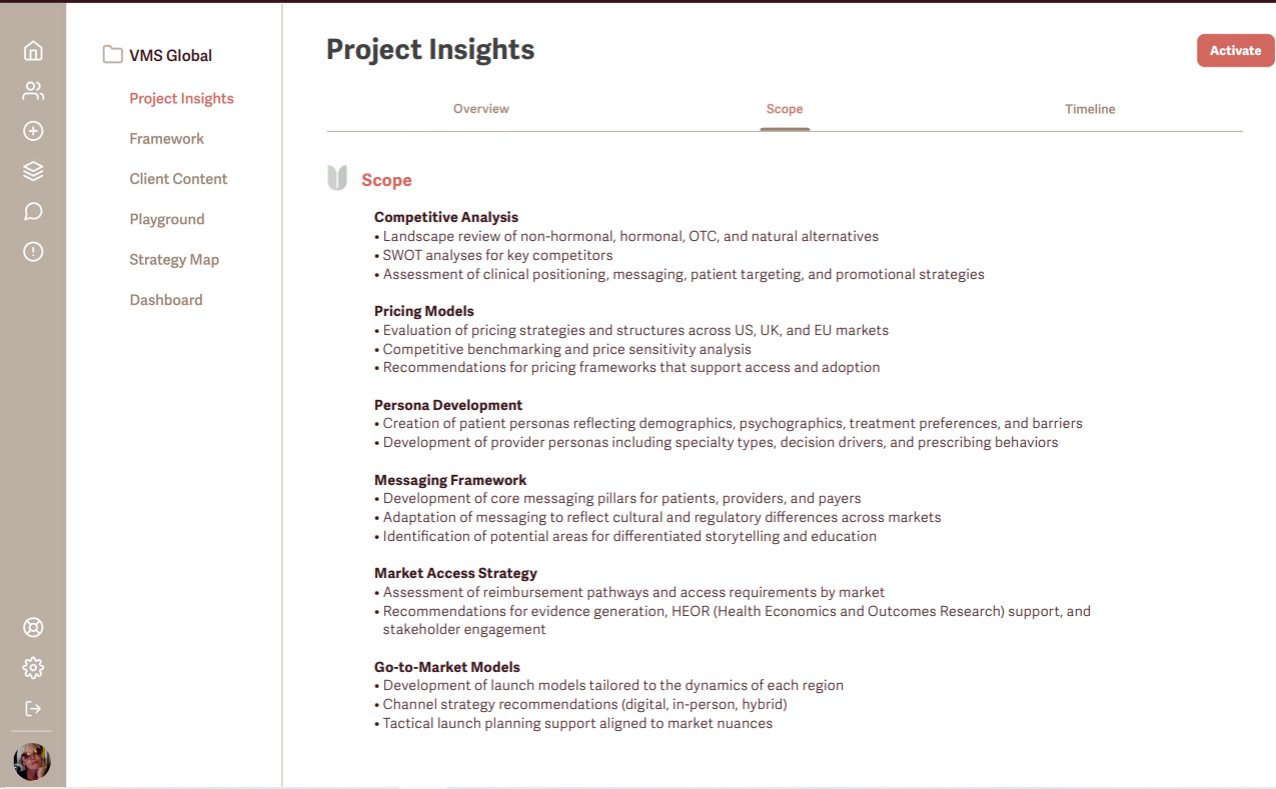 VMS Global
Project Insights
Framework
Client Content
Playground
Strategy Map
Dashboard
Project Insights
Activate
Overview
Scope
Timeline
Scope
Competitive Analysis
• Landscape review of non-hormonal, hormonal, OTC, and natural alternatives
• SWOT analyses for key competitors
• Assessment of clinical positioning, messaging, patient targeting, and promotional strategies
Pricing Models
• Evaluation of pricing strategies and structures across US, UK, and EU markets
• Competitive benchmarking and price sensitivity analysis
• Recommendations for pricing frameworks that support access and adoption
Persona Development
• Creation of patient personas reflecting demographics, psychographics, treatment preferences, and barriers
• Development of provider personas including specialty types, decision drivers, and prescribing behaviors
Messaging Framework
• Development of core messaging pillars for patients, providers, and payers
• Adaptation of messaging to reflect cultural and regulatory differences across markets
• Identification of potential areas for differentiated storytelling and education
Market Access Strategy
• Assessment of reimbursement pathways and access requirements by market
• Recommendations for evidence generation, HEOR (Health Economics and Outcomes Research) support, and
stakeholder engagement
Go-to-Market Models
• Development of launch models tailored to the dynamics of each region
• Channel strategy recommendations (digital, in-person, hybrid)
• Tactical launch planning support aligned to market nuances